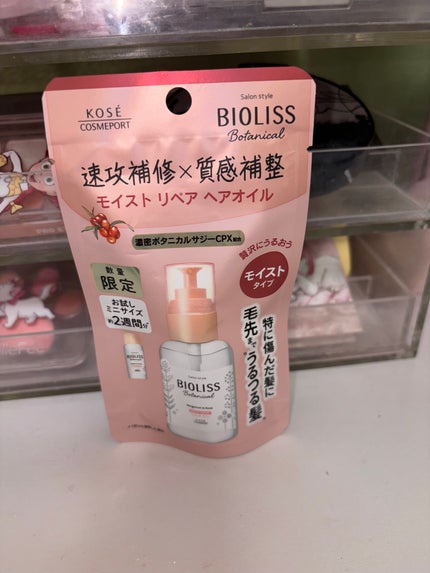 KOSÉ
COSMEPORT
Salon style
BIOLISS
Botanical
速攻補修×質感補整
モイスト リペア ヘアオイル
濃密ボタニカルサジーCPX配合
贅沢にうるおう
モイスト
タイプ
数量
限定
お試し
ミニサイズ
約2週間分
特に傷んだ髪に
毛先までうるつる髪
Salon style
BIOLISS
Botanical